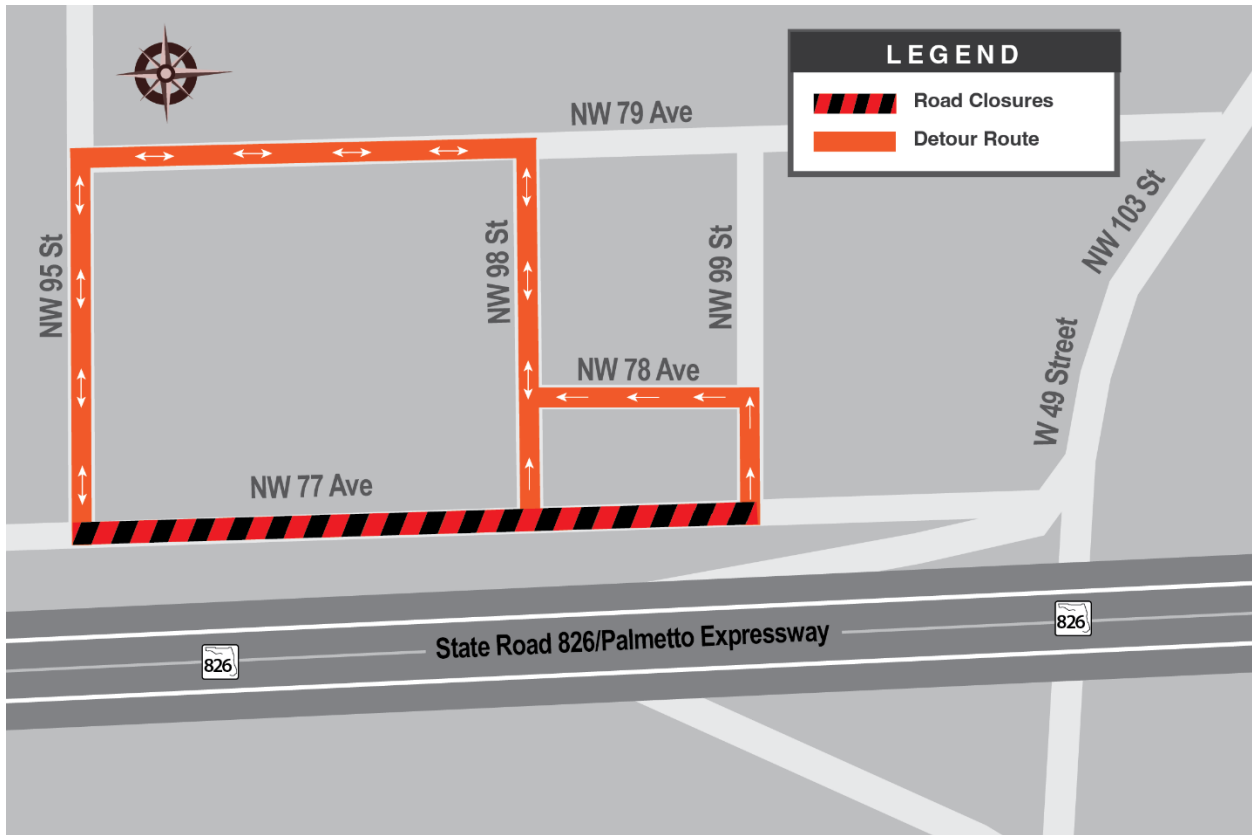 LEGEND
Road Closures
Detour Route
NW 79 Ave
NW 95 St
NW 98 St
NW 99 St
NW 103 St
W 49 Street
NW 78 Ave
NW 77 Ave
State Road 826/Palmetto Expressway
826
826